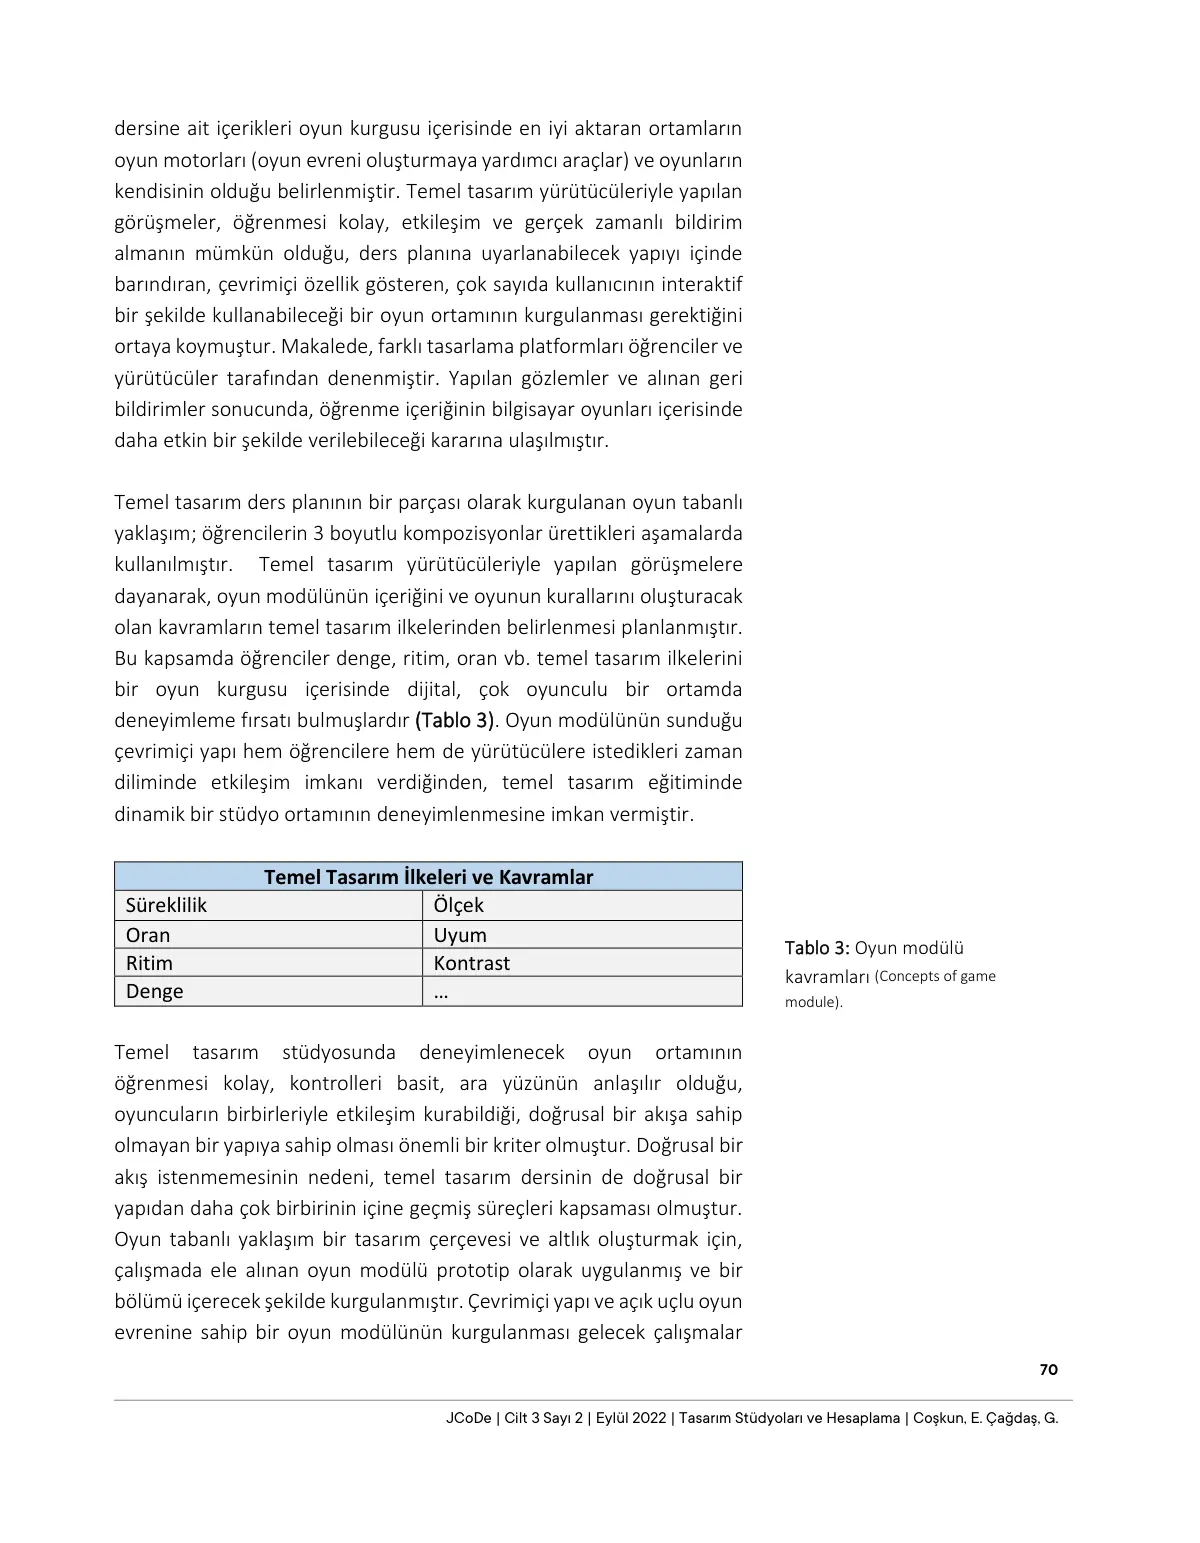 dersine ait içerikleri oyun kurgusu içerisinde en iyi aktaran ortamların
oyun motorları (oyun evreni oluşturmaya yardımcı araçlar) ve oyunların
kendisinin olduğu belirlenmiştir. Temel tasarım yürütücüleriyle yapılan
görüşmeler, öğrenmesi kolay, etkileşim ve gerçek zamanlı bildirim
almanın mümkün olduğu, ders planına uyarlanabilecek yapıyı içinde
barındıran, çevrimiçi özellik gösteren, çok sayıda kullanıcının interaktif
bir şekilde kullanabileceği bir oyun ortamının kurgulanması gerektiğini
ortaya koymuştur. Makalede, farklı tasarlama platformları öğrenciler ve
yürütücüler tarafından denenmiştir. Yapılan gözlemler ve alınan geri
bildirimler sonucunda, öğrenme içeriğinin bilgisayar oyunları içerisinde
daha etkin bir şekilde verilebileceği kararına ulaşılmıştır.
Temel tasarım ders planının bir parçası olarak kurgulanan oyun tabanlı
yaklaşım; öğrencilerin 3 boyutlu kompozisyonlar ürettikleri aşamalarda
kullanılmıştır. Temel tasarım yürütücüleriyle yapılan görüşmelere
dayanarak, oyun modülünün içeriğini ve oyunun kurallarını oluşturacak
olan kavramların temel tasarım ilkelerinden belirlenmesi planlanmıştır.
Bu kapsamda öğrenciler denge, ritim, oran vb. temel tasarım ilkelerini
bir oyun kurgusu içerisinde dijital, çok oyunculu bir ortamda
deneyimleme fırsatı bulmuşlardır (Tablo 3). Oyun modülünün sunduğu
çevrimiçi yapı hem öğrencilere hem de yürütücülere istedikleri zaman
diliminde etkileşim imkanı verdiğinden, temel tasarım eğitiminde
dinamik bir stüdyo ortamının deneyimlenmesine imkan vermiştir.
Temel Tasarım İlkeleri ve Kavramlar
Süreklilik Ölçek
Oran Uyum
Ritim Kontrast
Denge ...
Tablo 3: Oyun modülü
kavramları (Concepts of game
module).
Temel tasarım stüdyosunda deneyimlenecek oyun ortamının
öğrenmesi kolay, kontrolleri basit, ara yüzünün anlaşılır olduğu,
oyuncuların birbirleriyle etkileşim kurabildiği, doğrusal bir akışa sahip
olmayan bir yapıya sahip olması önemli bir kriter olmuştur. Doğrusal bir
akış istenmemesinin nedeni, temel tasarım dersinin de doğrusal bir
yapıdan daha çok birbirinin içine geçmiş süreçleri kapsaması olmuştur.
Oyun tabanlı yaklaşım bir tasarım çerçevesi ve altlık oluşturmak için,
çalışmada ele alınan oyun modülü prototip olarak uygulanmış ve bir
bölümü içerecek şekilde kurgulanmıştır. Çevrimiçi yapı ve açık uçlu oyun
evrenine sahip bir oyun modülünün kurgulanması gelecek çalışmalar
70
JCoDe | Cilt 3 Sayı 2 | Eylül 2022 | Tasarım Stüdyoları ve Hesaplama | Coşkun, E. Çağdaş, G.